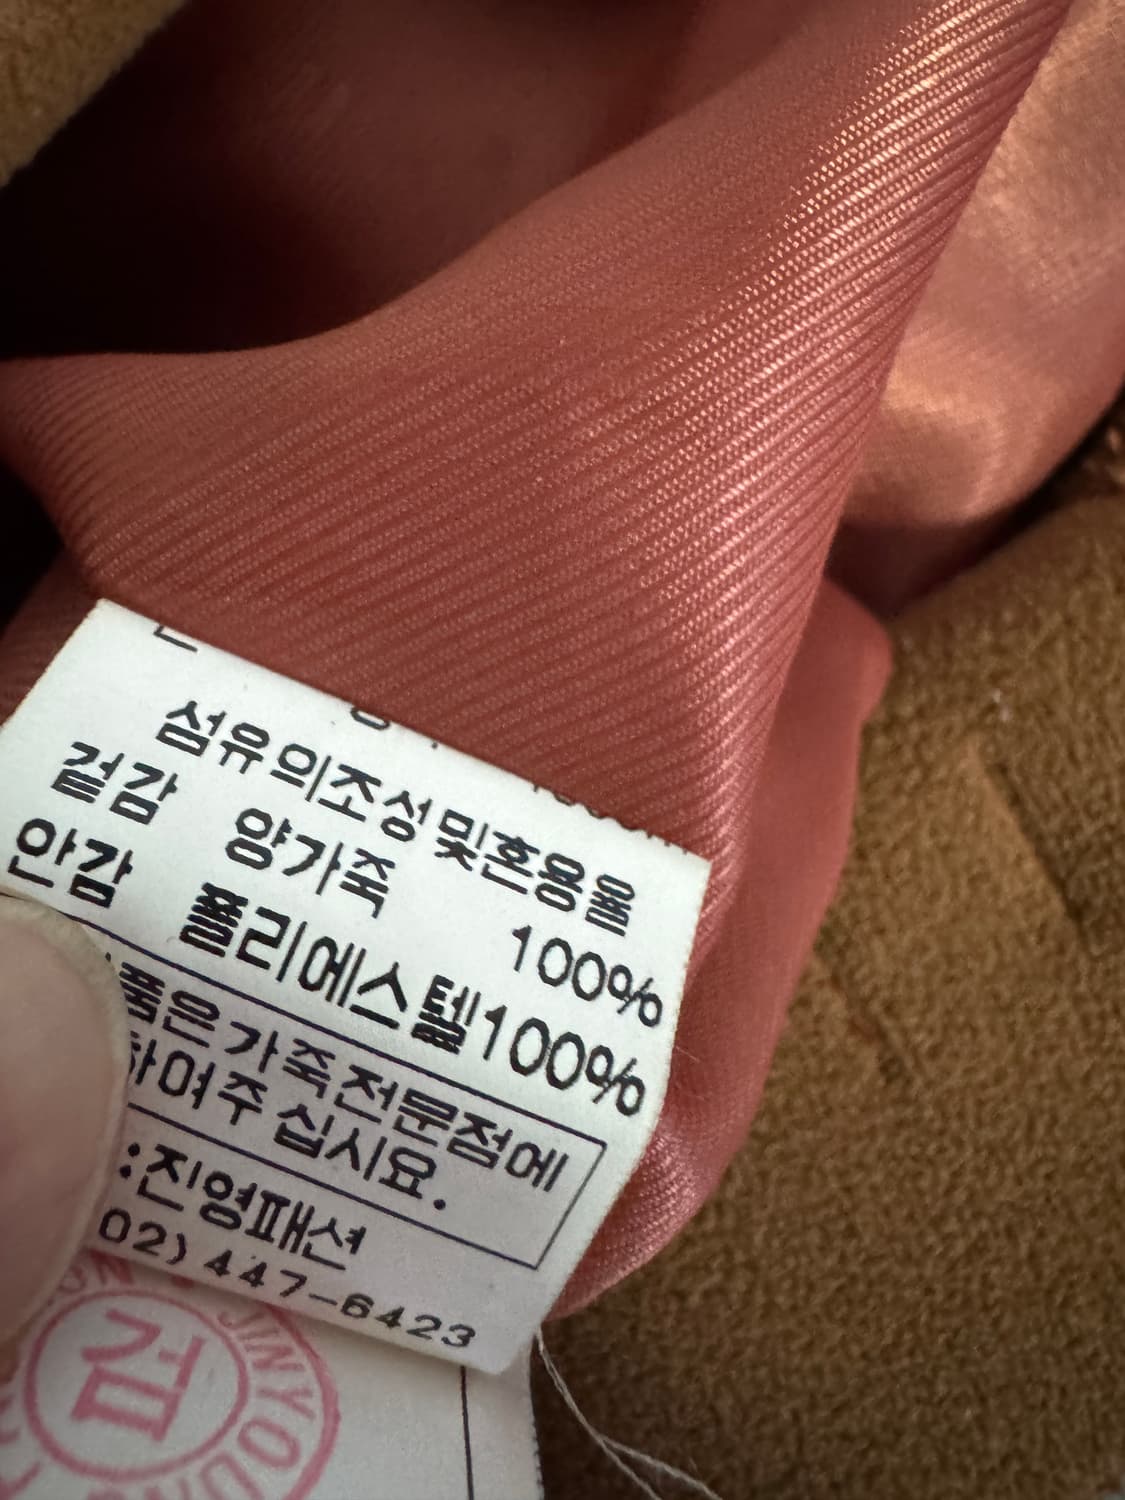 섬유의조성및혼용율
겉감 양가죽 100%
안감 폴리에스텔100%
품은가죽전문점에
하여주십시요.
:진영패션
02)447-6423
검
JINYOUN